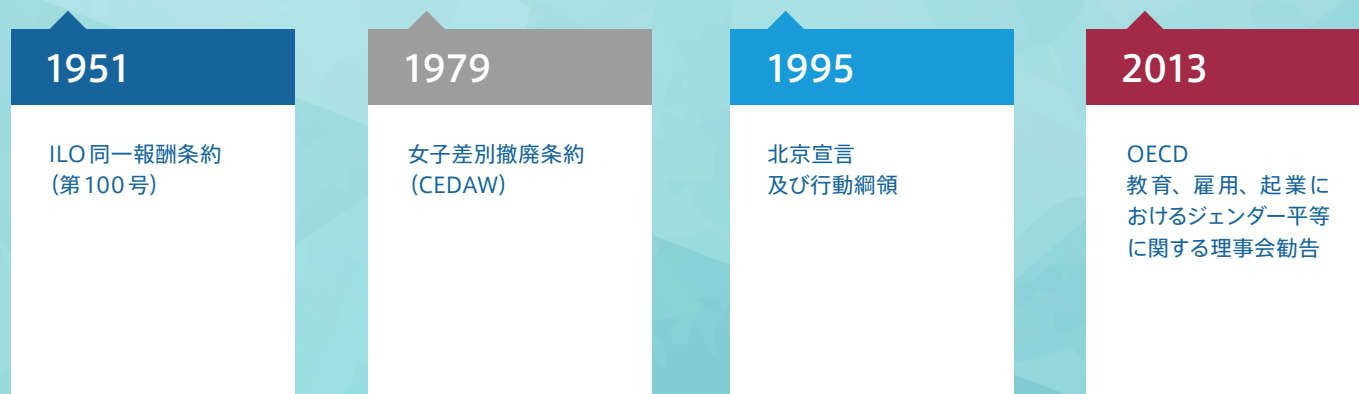 1951
ILO同一報酬条約
(第100号)
1979
女子差別撤廃条約
(CEDAW)
1995
北京宣言
及び行動綱領
2013
OECD
教育、雇用、起業に
おけるジェンダー平等
に関する理事会勧告